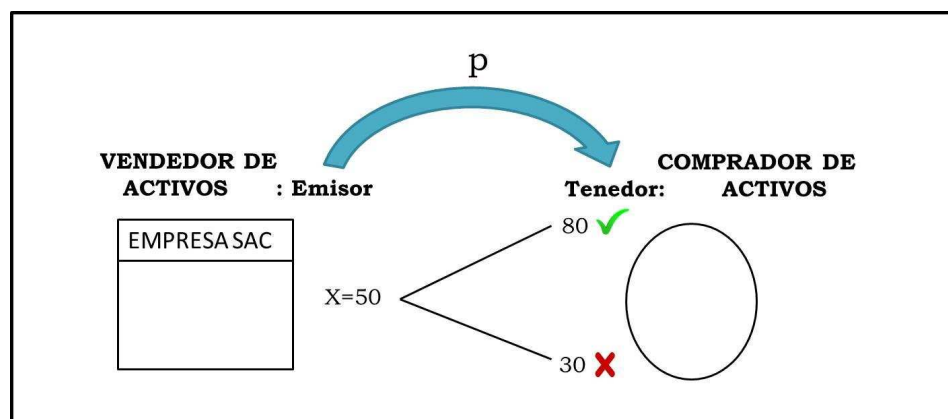 p
VENDEDOR DE
ACTIVOS : Emisor
COMPRADOR DE
Tenedor: ACTIVOS
EMPRESA SAC
80
X=50
30